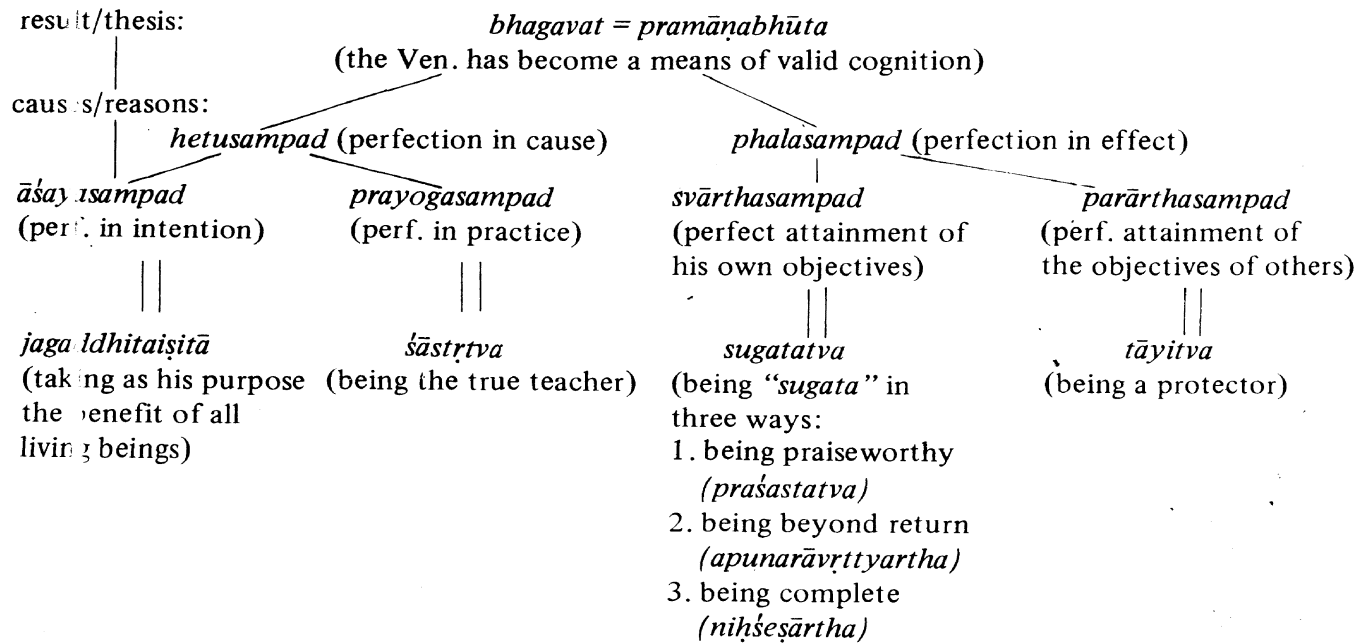 result/thesis:
bhagavat = pramāṇabhūta
(the Ven. has become a means of valid cognition)
causes/reasons:
hetusampad (perfection in cause) phalasampad (perfection in effect)
āśayasampad prayogasampad svārthasampad parārthasampad
(perf. in intention) (perf. in practice) (perfect attainment of (perf. attainment of
his own objectives) the objectives of others)
jagaddhitaiṣitā śāstṛtva sugatatva tāyitva
(taking as his purpose (being the true teacher) (being "sugata" in (being a protector)
the benefit of all three ways:
living beings) 1. being praiseworthy
(praśastatva)
2. being beyond return
(apunarāvṛttyartha)
3. being complete
(niḥśeṣārtha)